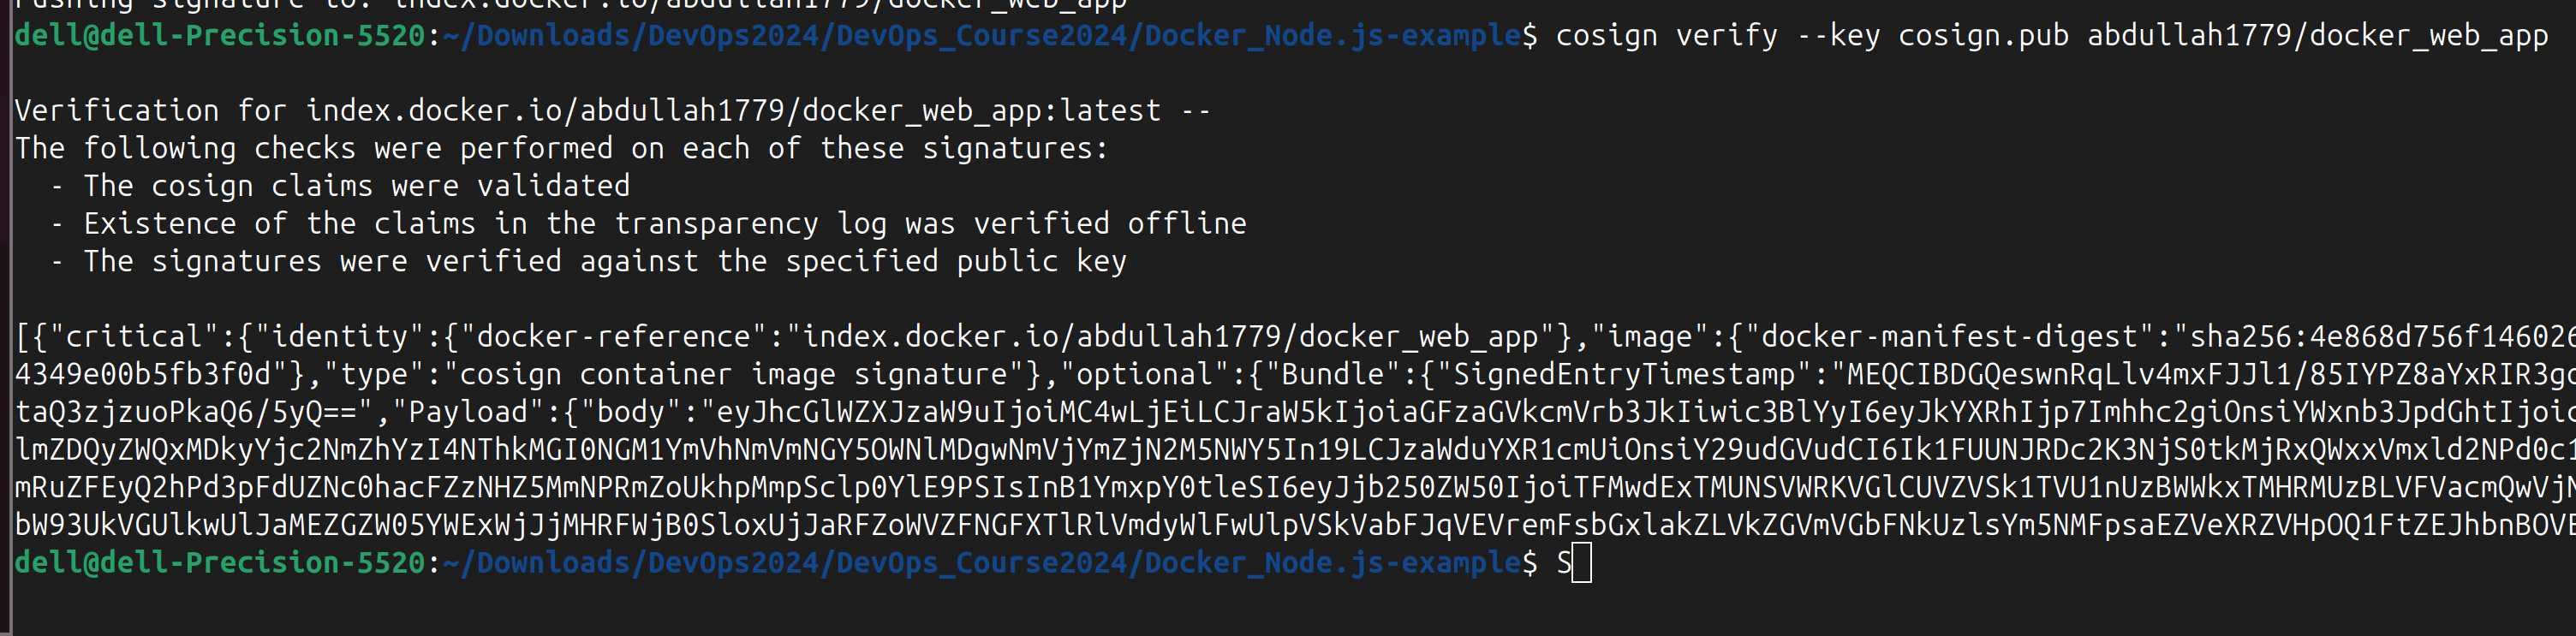 Pushing signature to: index.docker.io/abdullah1779/docker_web_app
dell@dell-Precision-5520:~/Downloads/DevOps2024/DevOps_Course2024/Docker_Node.js-example$ cosign verify --key cosign.pub abdullah1779/docker_web_app
Verification for index.docker.io/abdullah1779/docker_web_app:latest --
The following checks were performed on each of these signatures:
  - The cosign claims were validated
  - Existence of the claims in the transparency log was verified offline
  - The signatures were verified against the specified public key
[{"critical":{"identity":{"docker-reference":"index.docker.io/abdullah1779/docker_web_app"},"image":{"docker-manifest-digest":"sha256:4e868d756f146026
4349e00b5fb3f0d"},"type":"cosign container image signature"},"optional":{"Bundle":{"SignedEntryTimestamp":"MEQCIBDGQeswnRqLlv4mxFJJl1/85IYPZ8aYxRIR3gc
taQ3zjzuoPkaQ6/5yQ==","Payload":{"body":"eyJhcGlWZXJzaW9uIjoiMC4wLjEiLCJraW5kIjoiaGFzaGVkcmVrb3JkIiwic3BlYyI6eyJkYXRhIjp7Imhhc2giOnsiYWxnb3JpdGhtIjoic
lmZDQyZWQxMDkyYjc2NmZhYzI4NThkMGI0NGM1YmVhNmVmNGY5OWNlMDgwNmVjYmZjN2M5NWY5In19LCJzaWduYXR1cmUiOnsiY29udGVudCI6Ik1FUUNJRDc2K3NjS0tkMjRxQWxxVmxld2NPd0c1
mRuZFEyQ2hPd3pFdUZNc0hacFZzNHZ5MmNPRmZoUkhpMmpSclp0YlE9PSIsInB1YmxpY0tleSI6eyJjb250ZW50IjoiTFMwdExTMUNSVWRKVGlCUVZVSk1TVU1nUzBWWkxTMHRMUzBLVFVacmQwVjN
bW93UkVGUlkwUlJaMEZGZW05YWExWjJjMHRFWjB0SloxUjJaRFZoWVZFNGFXTlRlVmdyWlFwUlpVSkVabFJqVEVremFsbGxlakZLVkZGVmVGbFNkUzlsYm5NMFpsaEZVeXRZVHpOQ1FtZEJhbnBOVE
dell@dell-Precision-5520:~/Downloads/DevOps2024/DevOps_Course2024/Docker_Node.js-example$ S